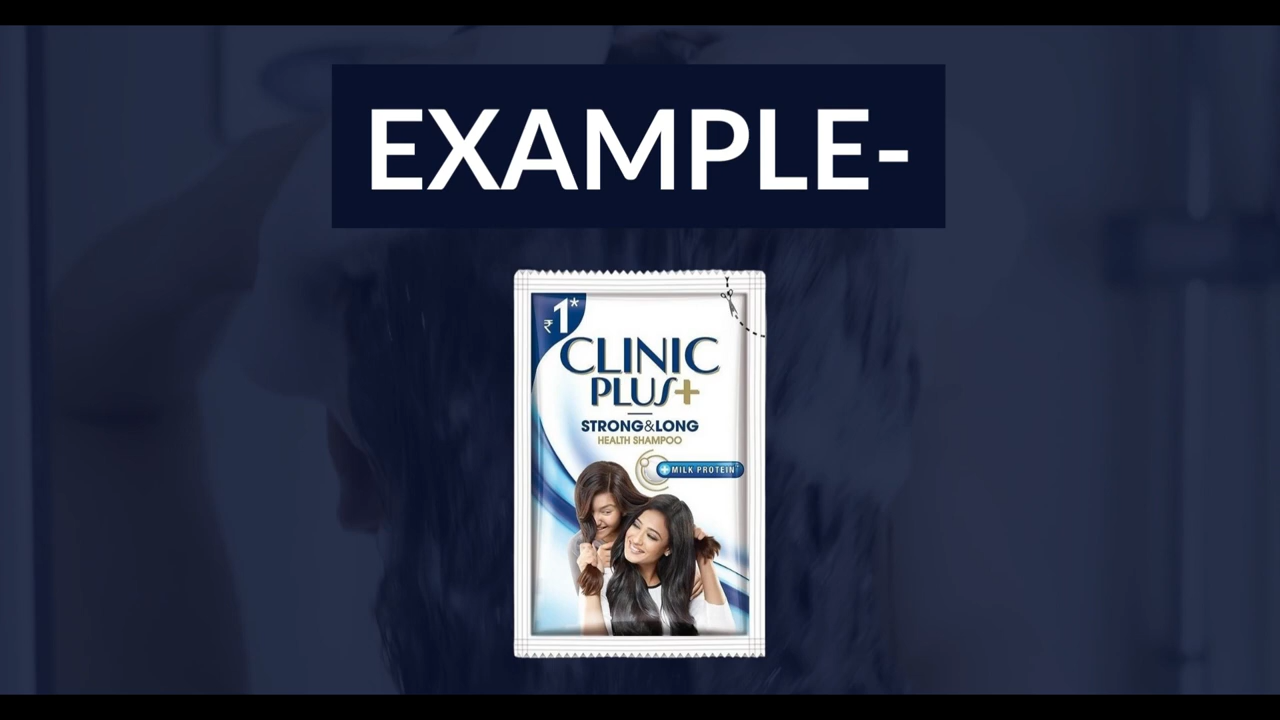 EXAMPLE-
₹1*
CLINIC
PLUS+
STRONG&LONG
HEALTH SHAMPOO
+MILK PROTEIN